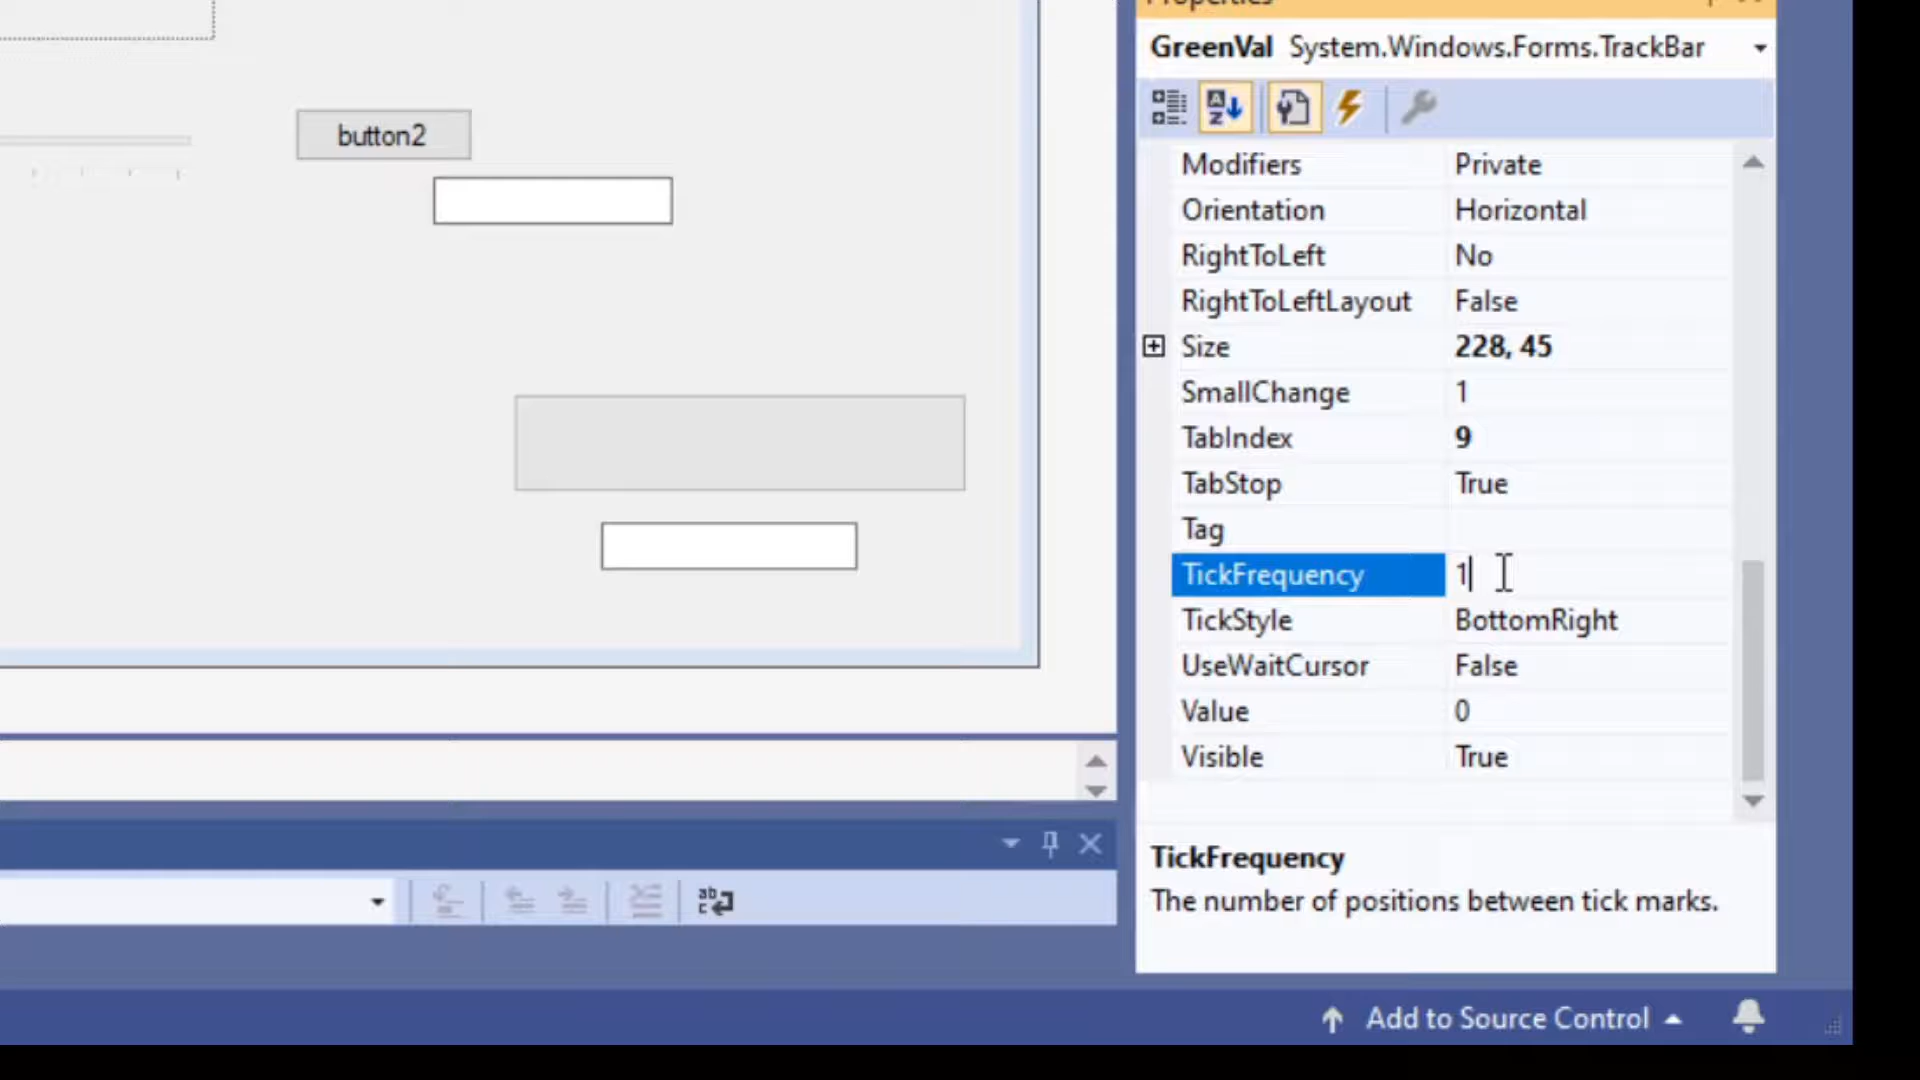 Properties
GreenVal System.Windows.Forms.TrackBar
button2
Modifiers Private
Orientation Horizontal
RightToLeft No
RightToLeftLayout False
Size 228, 45
SmallChange 1
TabIndex 9
TabStop True
Tag
TickFrequency 1
TickStyle BottomRight
UseWaitCursor False
Value 0
Visible True
TickFrequency
The number of positions between tick marks.
Add to Source Control